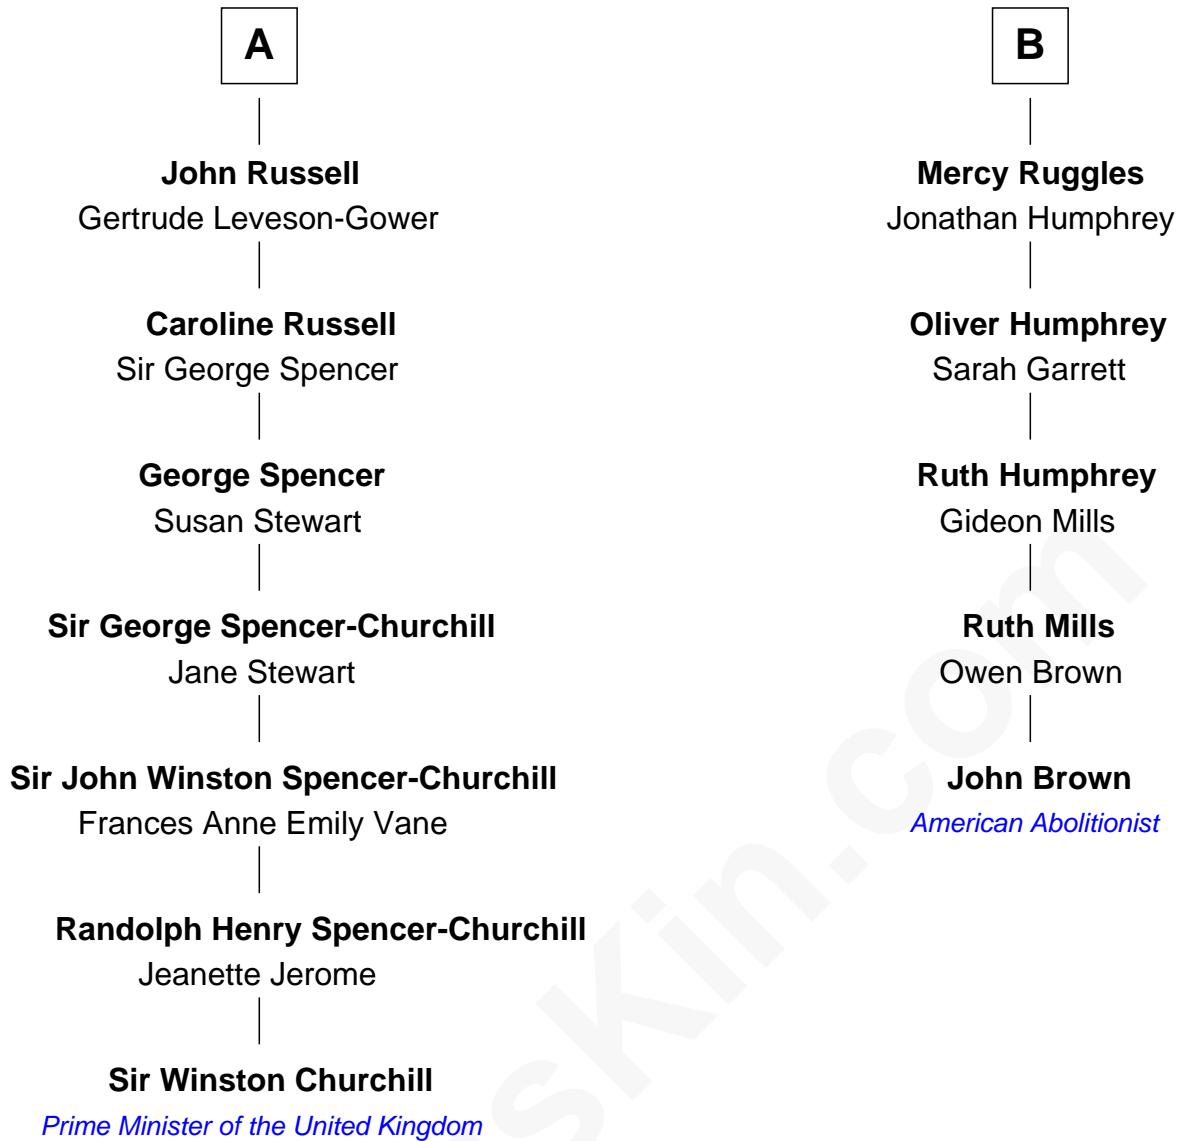 A
John Russell
Gertrude Leveson-Gower
Caroline Russell
Sir George Spencer
George Spencer
Susan Stewart
Sir George Spencer-Churchill
Jane Stewart
Sir John Winston Spencer-Churchill
Frances Anne Emily Vane
Randolph Henry Spencer-Churchill
Jeanette Jerome
Sir Winston Churchill
Prime Minister of the United Kingdom
B
Mercy Ruggles
Jonathan Humphrey
Oliver Humphrey
Sarah Garrett
Ruth Humphrey
Gideon Mills
Ruth Mills
Owen Brown
John Brown
American Abolitionist
sKin.com